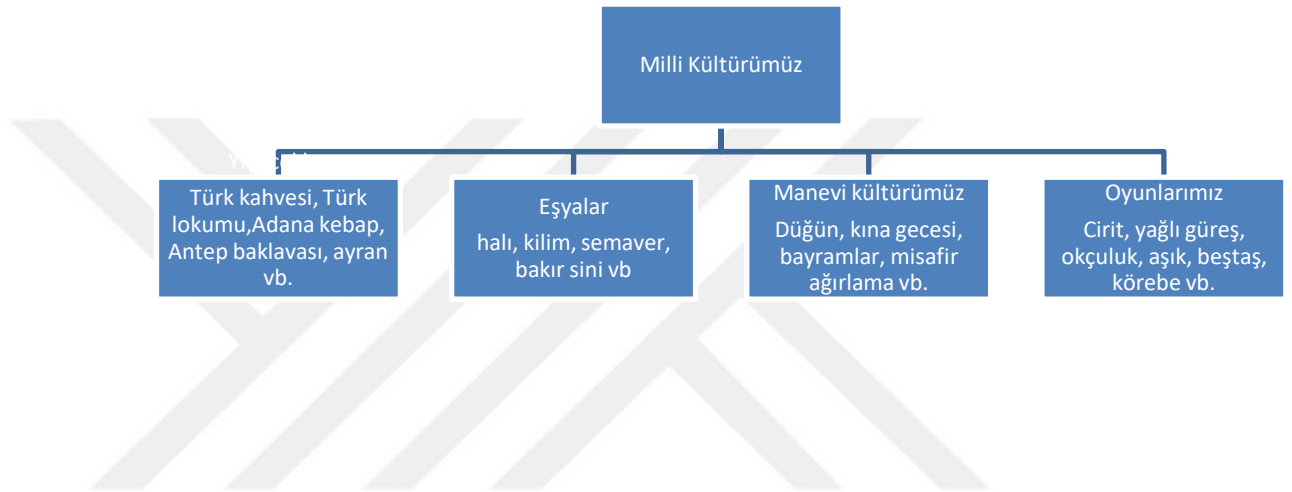 Milli Kültürümüz
Türk kahvesi, Türk
lokumu,Adana kebap,
Antep baklavası, ayran
vb.
Eşyalar
halı, kilim, semaver,
bakır sini vb
Manevi kültürümüz
Düğün, kına gecesi,
bayramlar, misafir
ağırlama vb.
Oyunlarımız
Cirit, yağlı güreş,
okçuluk, aşık, beştaş,
körebe vb.